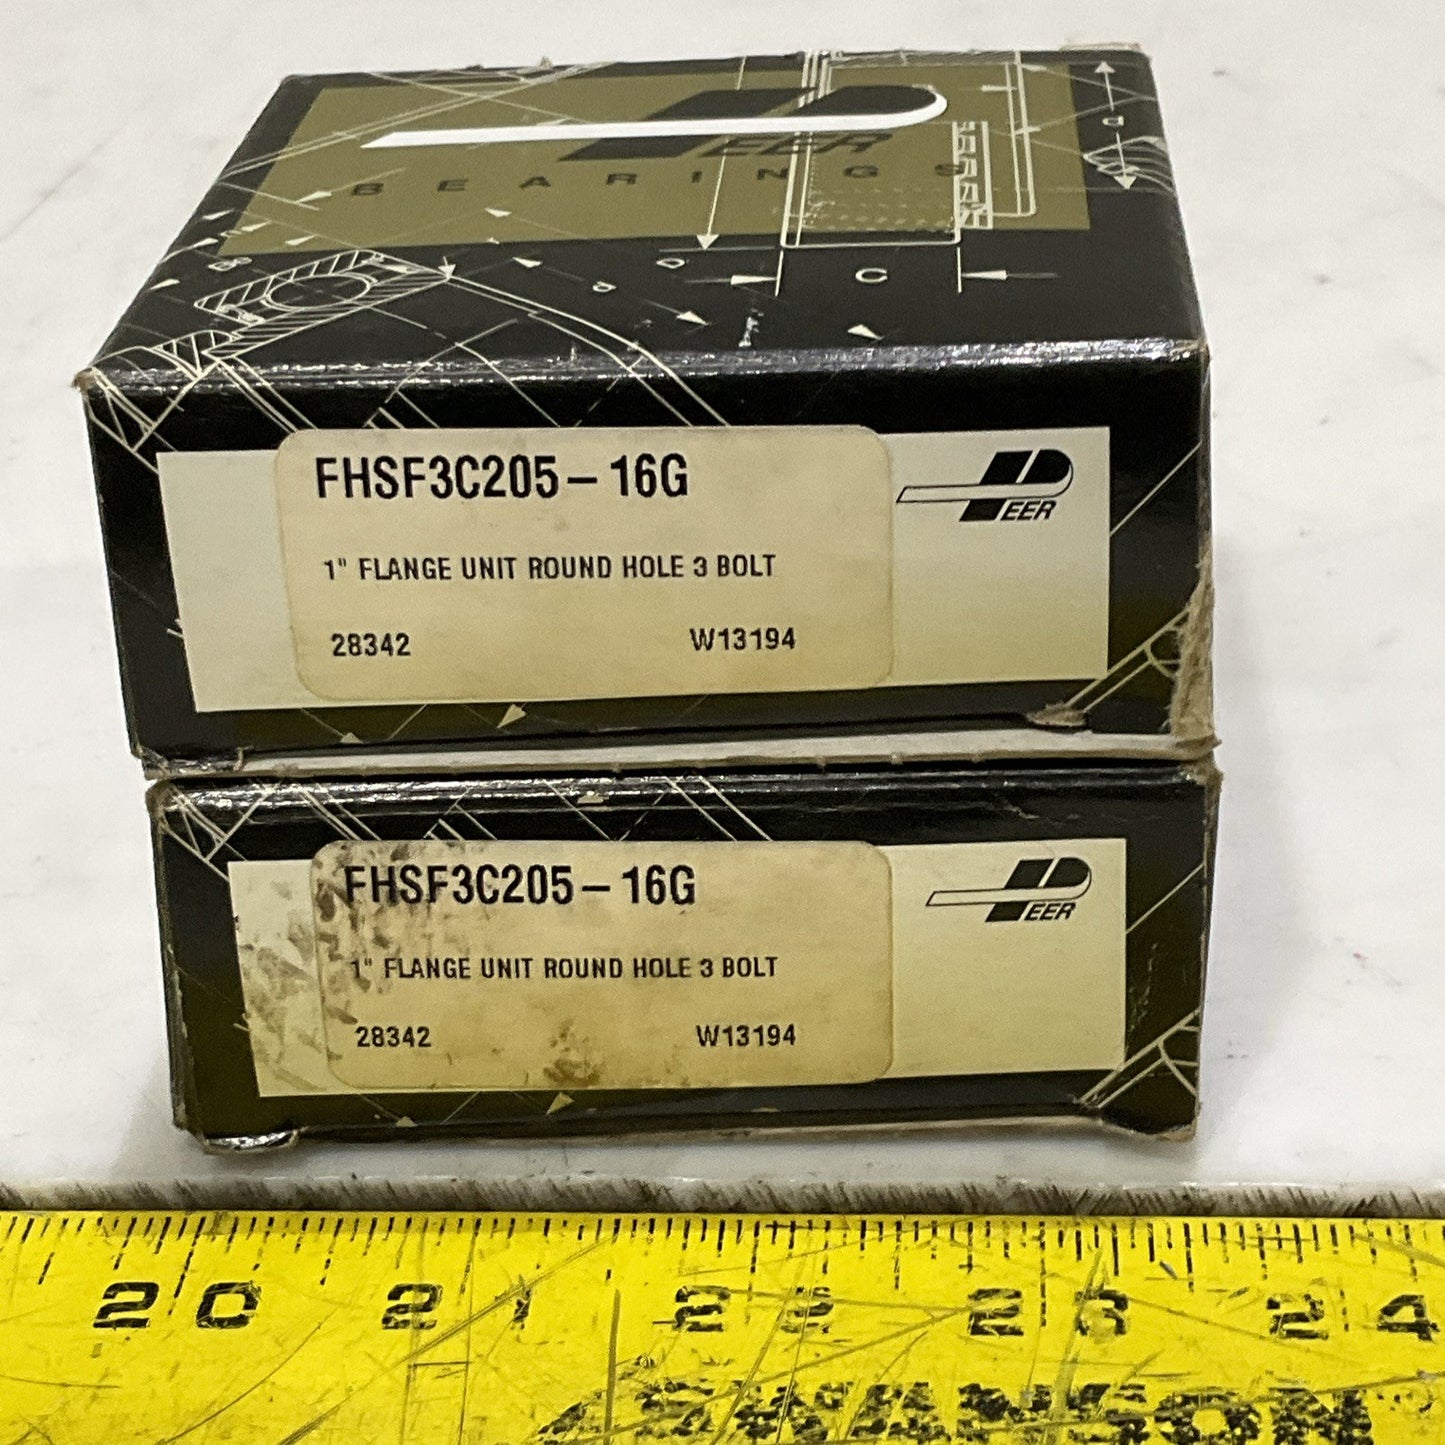 PEER
BEARINGS
d
D
C
FHSF3C205-16G
PEER
1" FLANGE UNIT ROUND HOLE 3 BOLT
28342 W13194
FHSF3C205-16G
PEER
1" FLANGE UNIT ROUND HOLE 3 BOLT
28342 W13194
20 21 22 23 24